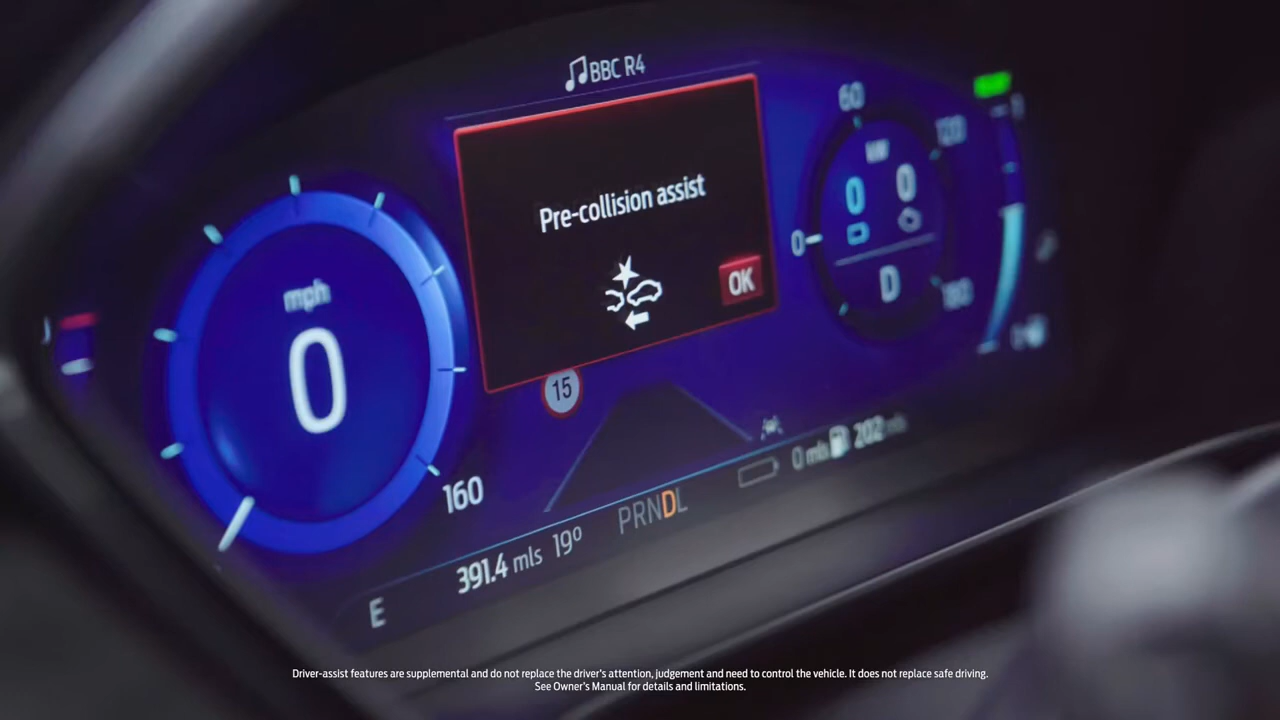 BBC R4
Pre-collision assist
OK
mph
0
160
15
60
120
kW
0 0
0
D
180
0 mls 202 mls
PRNDL
391.4 mls 19º
E
Driver-assist features are supplemental and do not replace the driver's attention, judgement and need to control the vehicle. It does not replace safe driving.
See Owner's Manual for details and limitations.